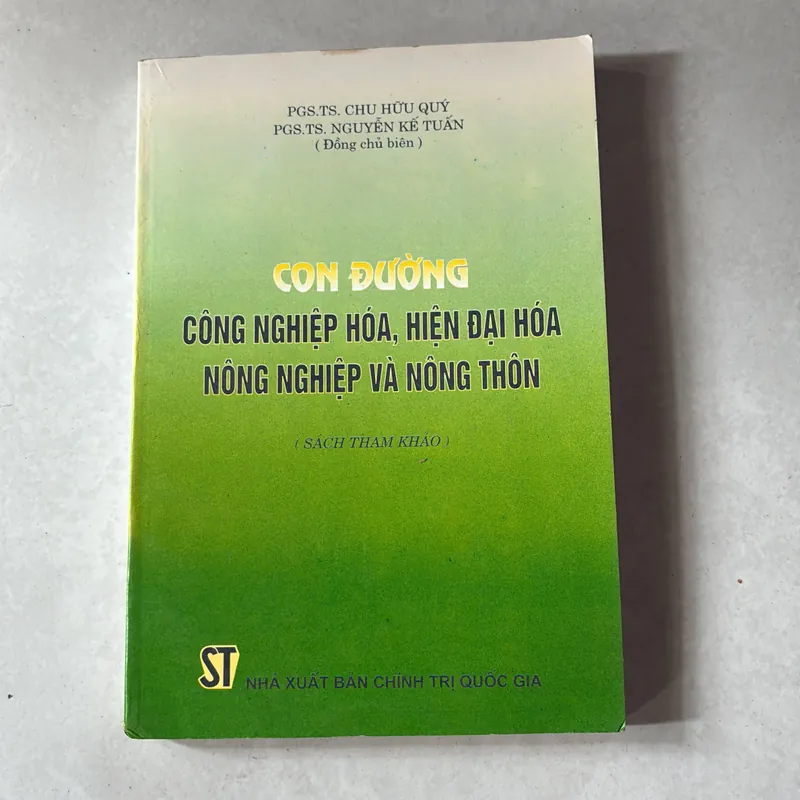 PGS.TS. CHU HỮU QUÝ
PGS.TS. NGUYỄN KẾ TUẤN
( Đồng chủ biên )
CON ĐƯỜNG
CÔNG NGHIỆP HÓA, HIỆN ĐẠI HÓA
NÔNG NGHIỆP VÀ NÔNG THÔN
( SÁCH THAM KHẢO )
ST
NHÀ XUẤT BẢN CHÍNH TRỊ QUỐC GIA